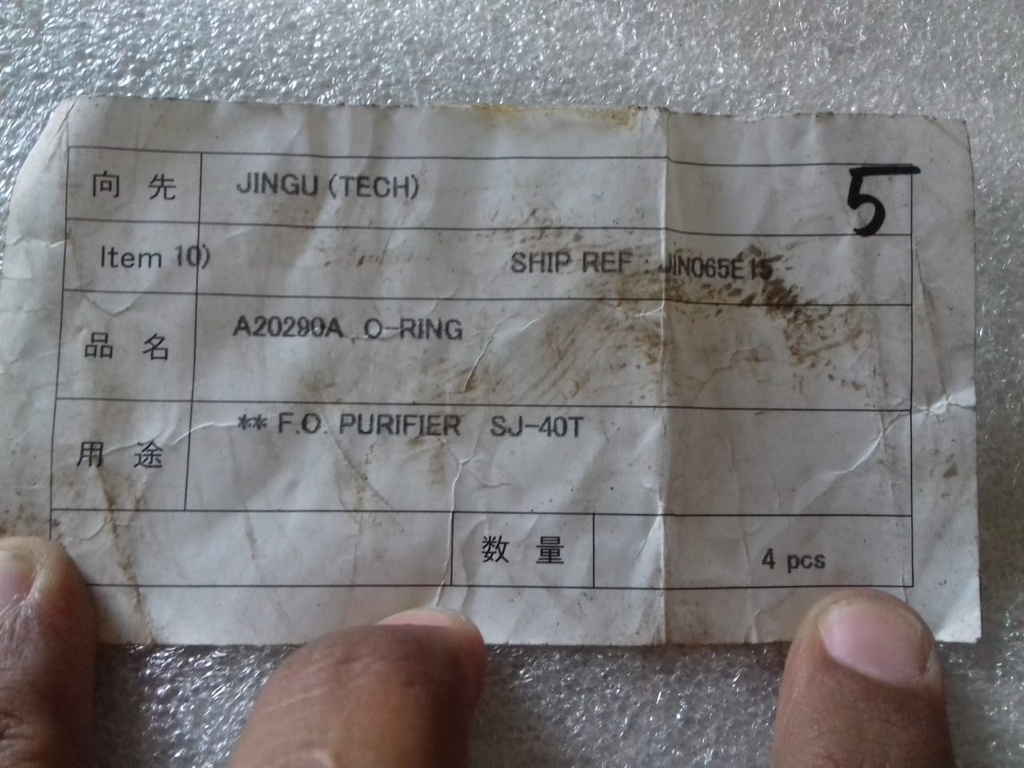 5
向先 JINGU (TECH)
Item 10) SHIP REF : JIN065E15
品名 A20290A, O-RING
用途 ** F.O. PURIFIER SJ-40T
数量 4 pcs